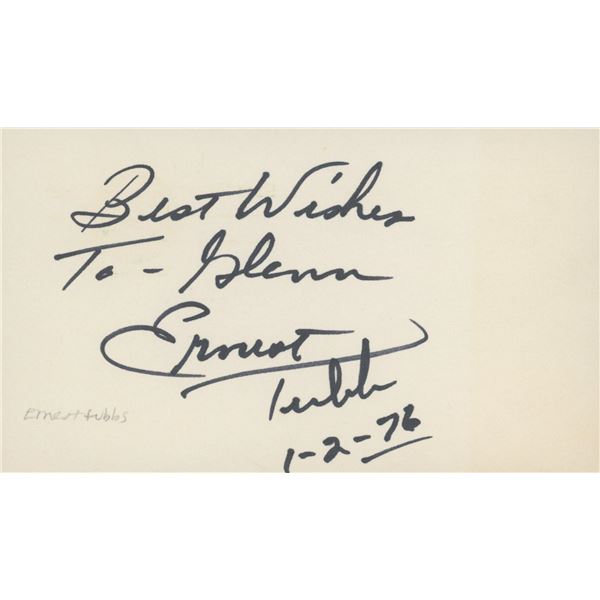 Best Wishes
To - Glenn
Ernest
Tubb
1-2-76
Ernest tubbs